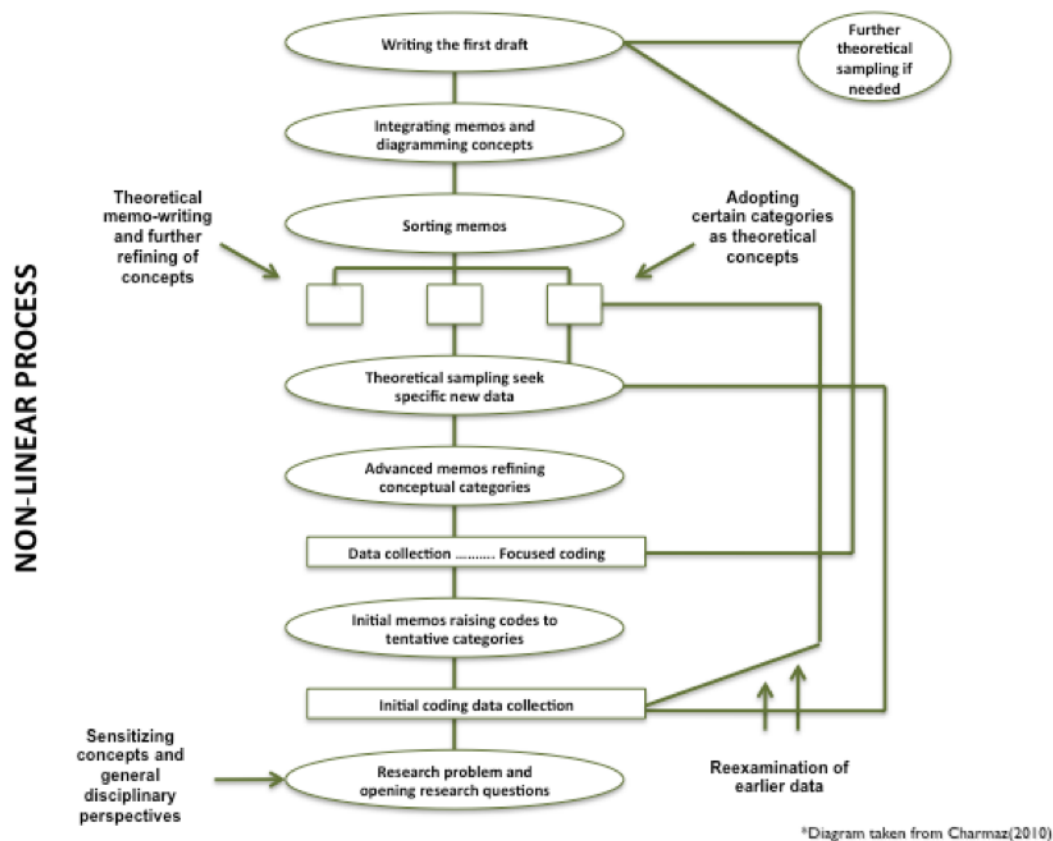 Writing the first draft
Further
theoretical
sampling if
needed
Integrating memos and
diagramming concepts
Theoretical
memo-writing
and further
refining of
concepts
Sorting memos
Adopting
certain categories
as theoretical
concepts
NON-LINEAR PROCESS
Theoretical sampling seek
specific new data
Advanced memos refining
conceptual categories
Data collection .......... Focused coding
Initial memos raising codes to
tentative categories
Initial coding data collection
Sensitizing
concepts and
general
disciplinary
perspectives
Research problem and
opening research questions
Reexamination of
earlier data
*Diagram taken from Charmaz(2010)